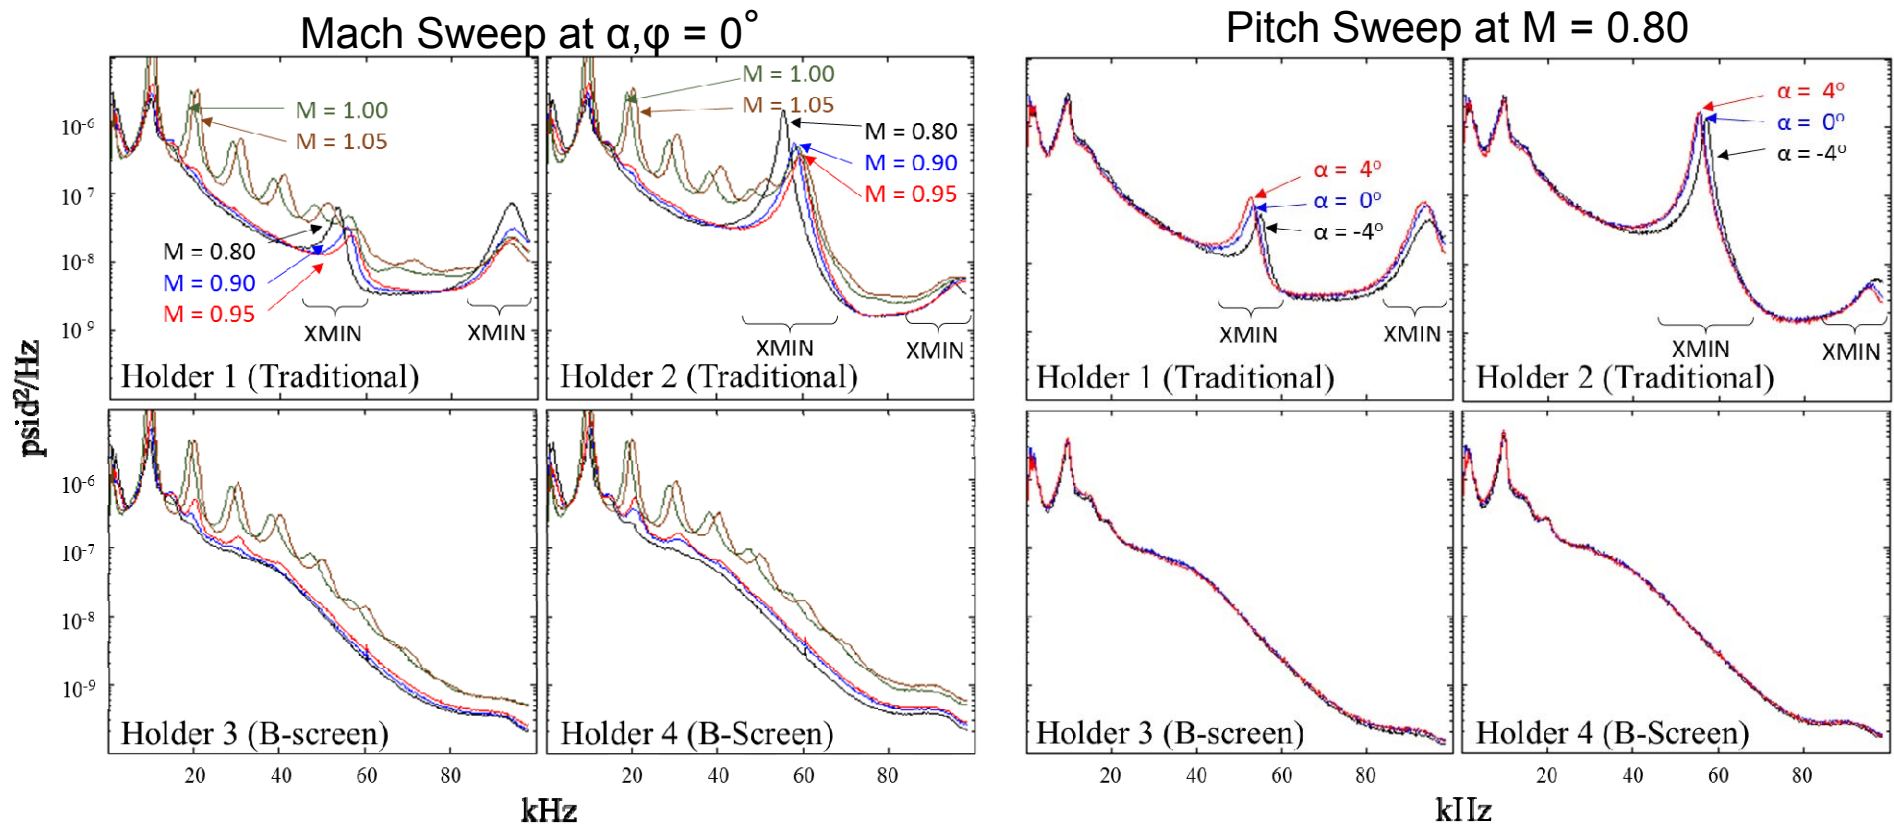 Mach Sweep at α,φ = 0°
Pitch Sweep at M = 0.80
M = 1.00
M = 1.05
M = 0.80
M = 0.90
M = 0.95
XMIN
XMIN
Holder 1 (Traditional)
M = 1.00
M = 1.05
M = 0.80
M = 0.90
M = 0.95
XMIN
XMIN
Holder 2 (Traditional)
α = 4°
α = 0°
α = -4°
XMIN
XMIN
Holder 1 (Traditional)
α = 4°
α = 0°
α = -4°
XMIN
XMIN
Holder 2 (Traditional)
10-6
10-7
10-8
10-9
psid²/Hz
10-6
10-7
10-8
10-9
Holder 3 (B-screen)
Holder 4 (B-Screen)
Holder 3 (B-screen)
Holder 4 (B-Screen)
20 40 60 80
20 40 60 80
20 40 60 80
20 40 60 80
kHz
kHz